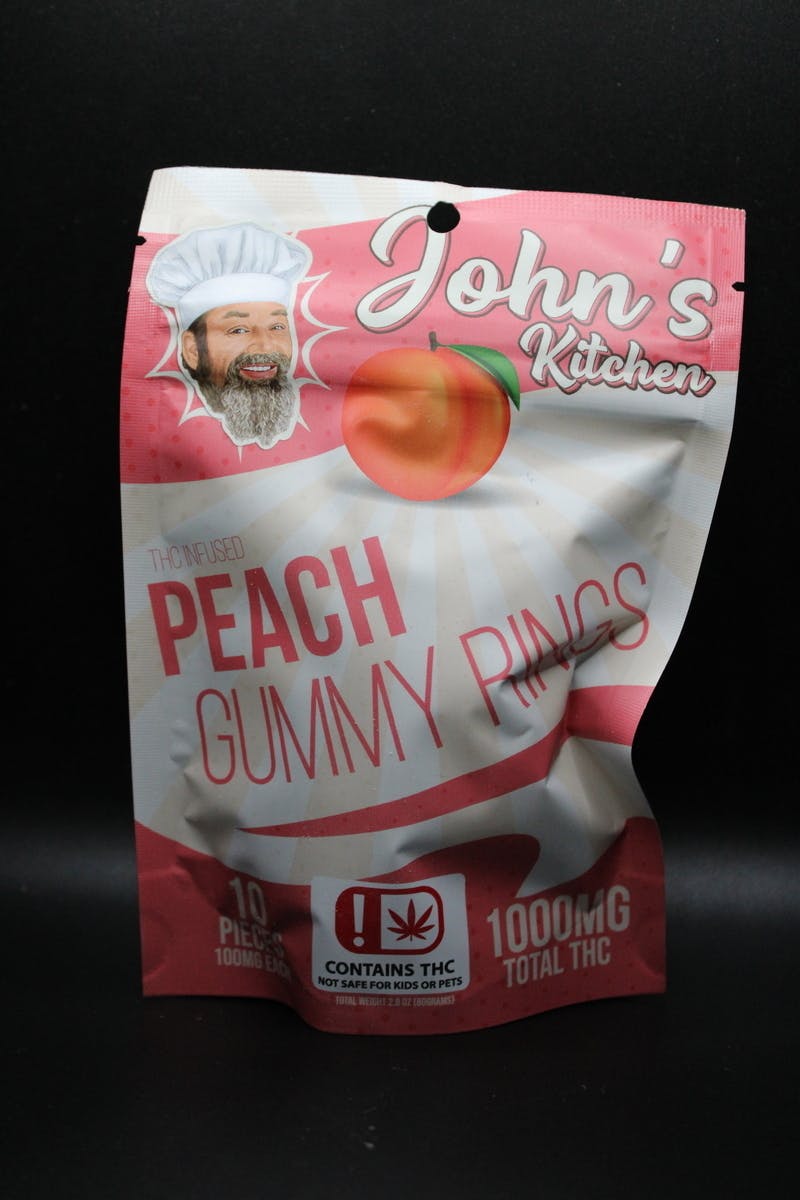 John's
Kitchen
THC INFUSED
PEACH
GUMMY RINGS
10
PIECES
100MG EACH
!
CONTAINS THC
NOT SAFE FOR KIDS OR PETS
1000MG
TOTAL THC
TOTAL WEIGHT 2.8 OZ (80GRAMS)